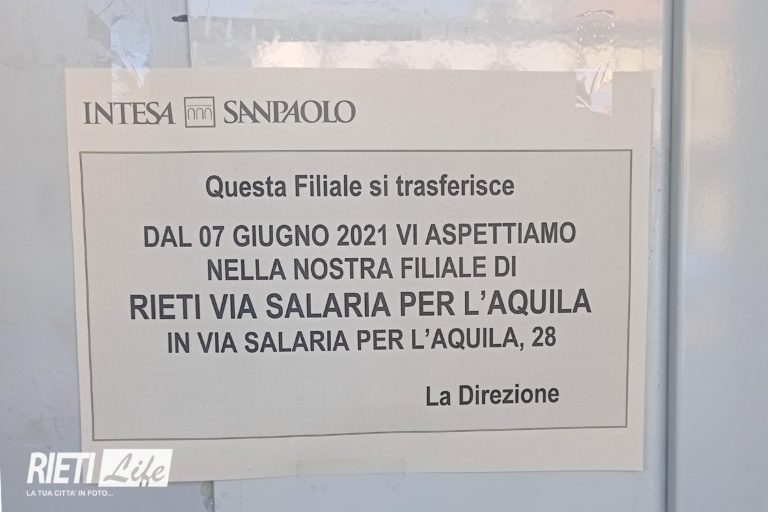 INTESA SANPAOLO
Questa Filiale si trasferisce
DAL 07 GIUGNO 2021 VI ASPETTIAMO
NELLA NOSTRA FILIALE DI
RIETI VIA SALARIA PER L'AQUILA
IN VIA SALARIA PER L'AQUILA, 28
La Direzione
RIETI Life
LA TUA CITTA' IN FOTO...